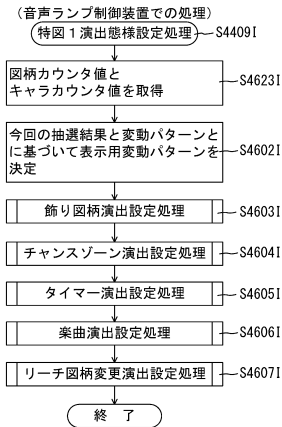 (音声ランプ制御装置での処理)
特図1演出態様設定処理
S4409I
図柄カウンタ値と
キャラカウンタ値を取得
S4623I
今回の抽選結果と変動パターンと
に基づいて表示用変動パターンを
決定
S4602I
飾り図柄演出設定処理
S4603I
チャンスゾーン演出設定処理
S4604I
タイマー演出設定処理
S4605I
楽曲演出設定処理
S4606I
リーチ図柄変更演出設定処理
S4607I
終 了